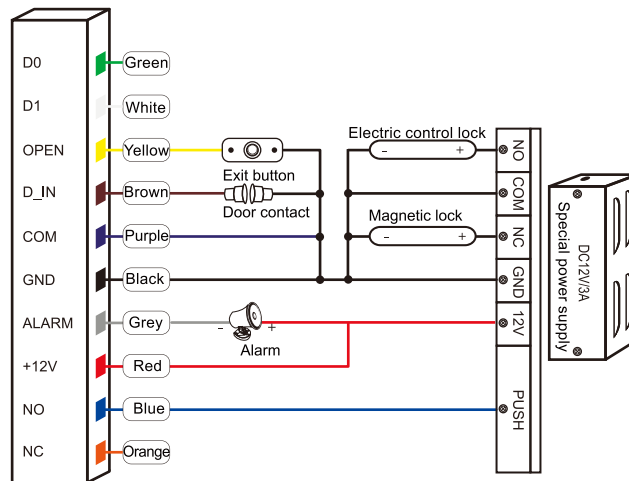 D0 Green
D1 White
OPEN Yellow
Exit button
D_IN Brown
Door contact
COM Purple
GND Black
ALARM Grey
- +
Alarm
+12V Red
NO Blue
NC Orange
Electric control lock
- +
Magnetic lock
- +
NO
COM
NC
GND
12V
PUSH
DC12V/3A
Special power supply